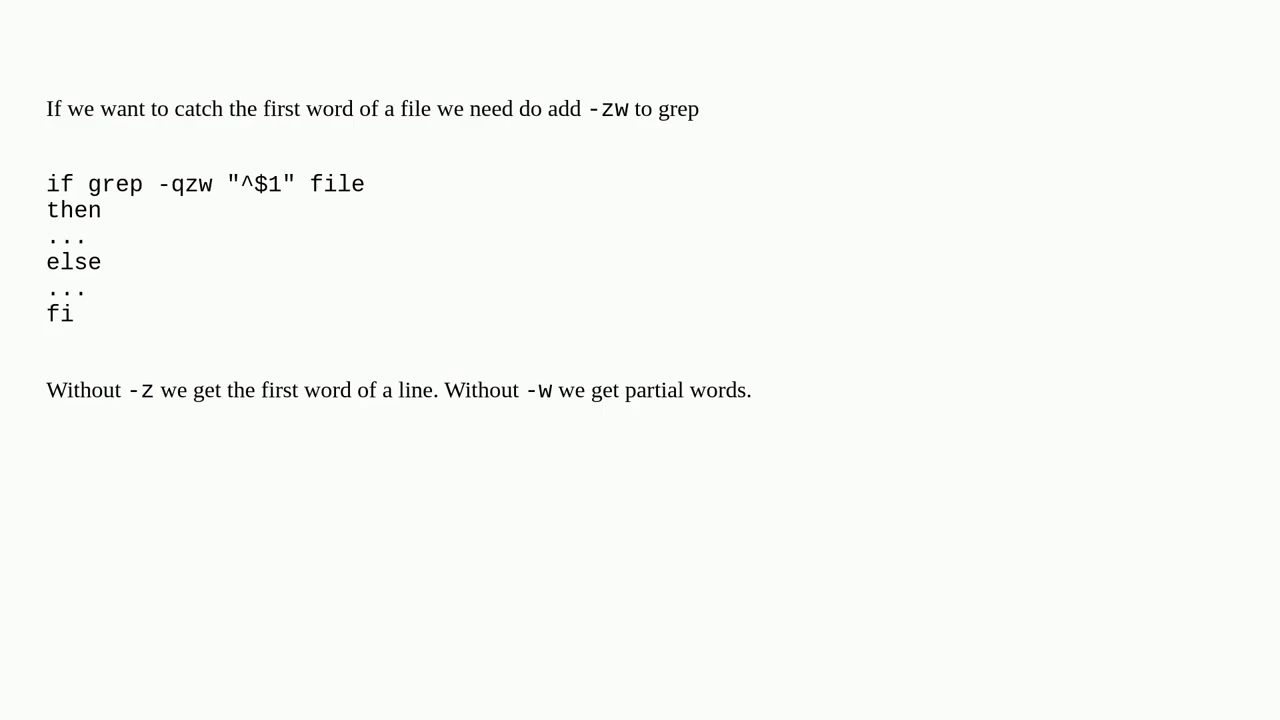 If we want to catch the first word of a file we need do add -zw to grep
if grep -qzw "^$1" file
then
...
else
...
fi
Without -z we get the first word of a line. Without -w we get partial words.